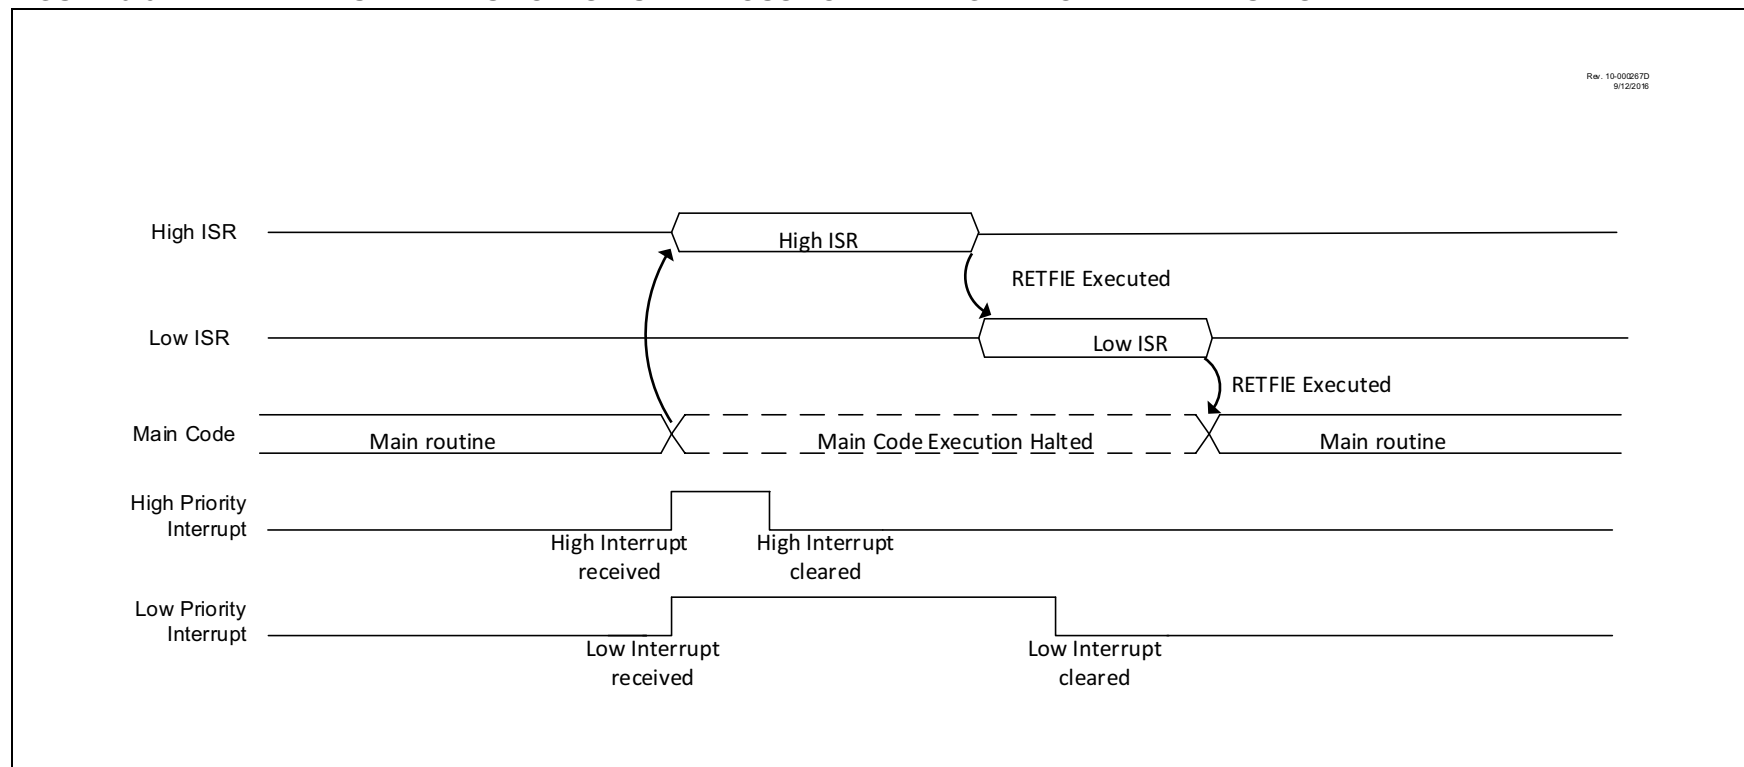 Rev. 10-000267D
9/12/2016
High ISR
High ISR
RETFIE Executed
Low ISR
Low ISR
RETFIE Executed
Main Code
Main routine
Main Code Execution Halted
Main routine
High Priority
Interrupt
High Interrupt
received
High Interrupt
cleared
Low Priority
Interrupt
Low Interrupt
received
Low Interrupt
cleared